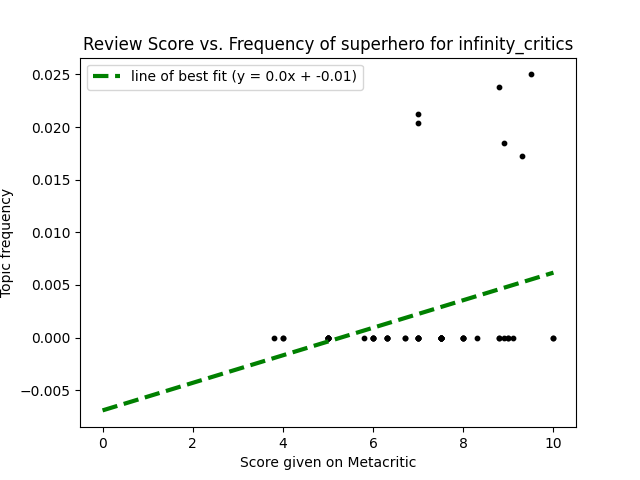 Review Score vs. Frequency of superhero for infinity_critics
line of best fit (y = 0.0x + -0.01)
Topic frequency
0.025
0.020
0.015
0.010
0.005
0.000
−0.005
0 2 4 6 8 10
Score given on Metacritic